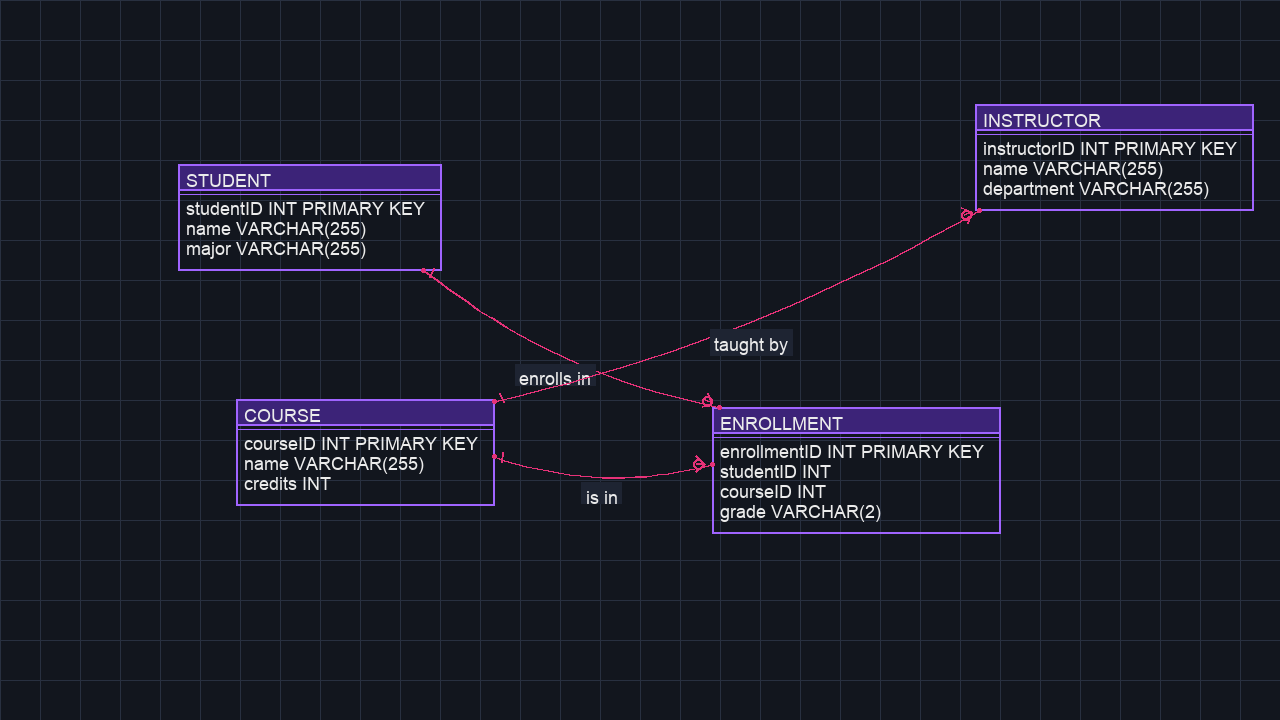 STUDENT
studentID INT PRIMARY KEY
name VARCHAR(255)
major VARCHAR(255)
INSTRUCTOR
instructorID INT PRIMARY KEY
name VARCHAR(255)
department VARCHAR(255)
taught by
enrolls in
COURSE
courseID INT PRIMARY KEY
name VARCHAR(255)
credits INT
is in
ENROLLMENT
enrollmentID INT PRIMARY KEY
studentID INT
courseID INT
grade VARCHAR(2)